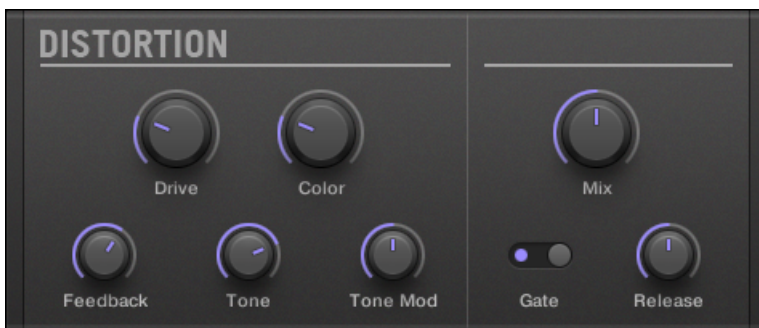 DISTORTION
Drive
Color
Mix
Feedback
Tone
Tone Mod
Gate
Release